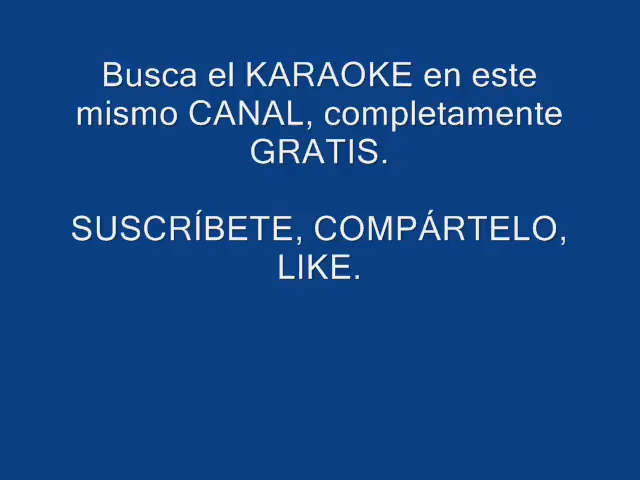 Busca el KARAOKE en este
mismo CANAL, completamente
GRATIS.
SUSCRÍBETE, COMPÁRTELO,
LIKE.